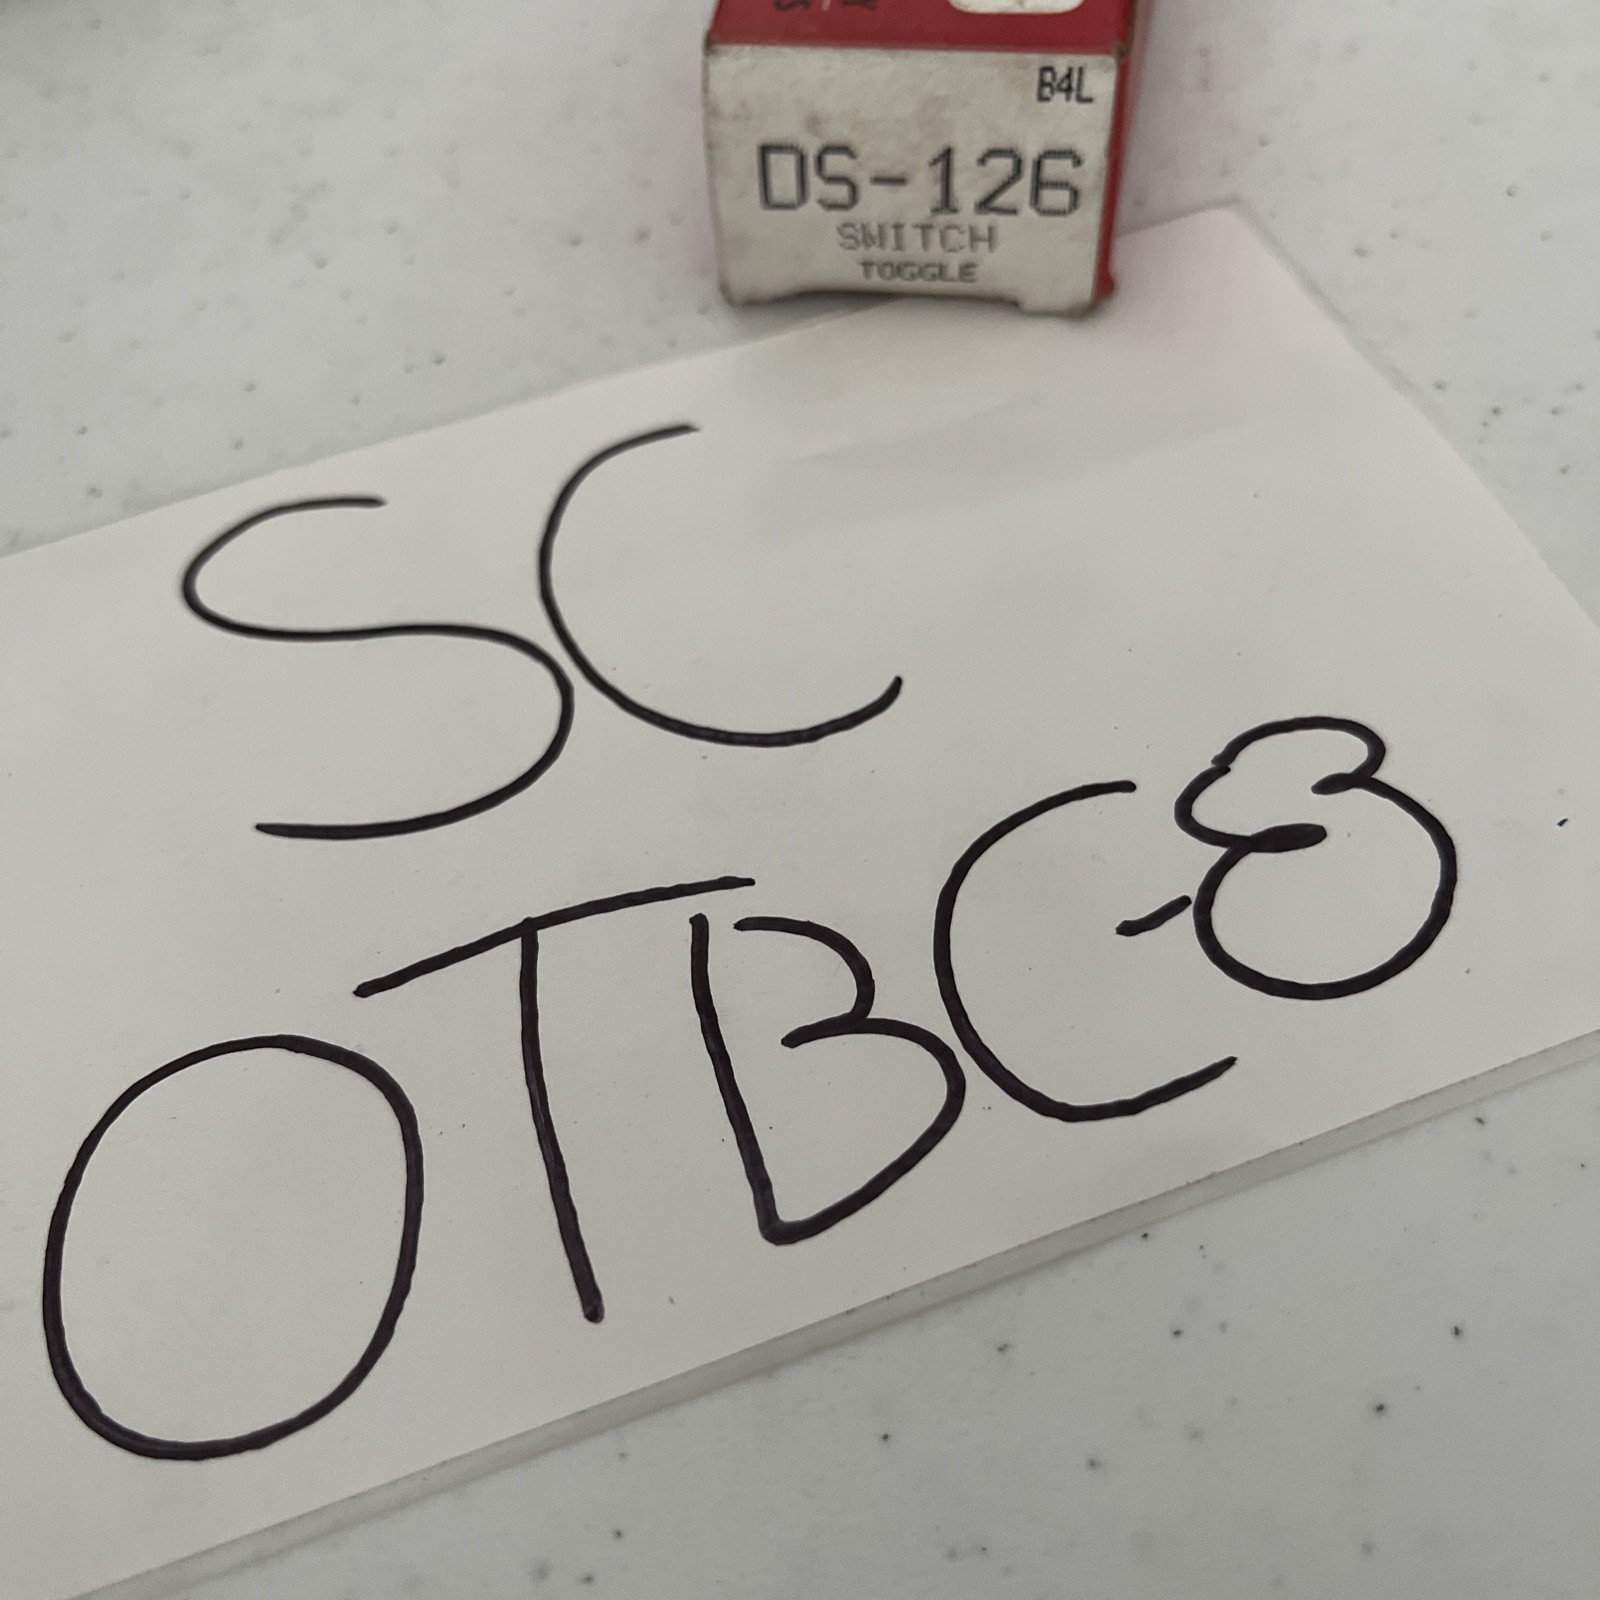 B4L
DS-126
SWITCH
TOGGLE
SC
OTBC-8